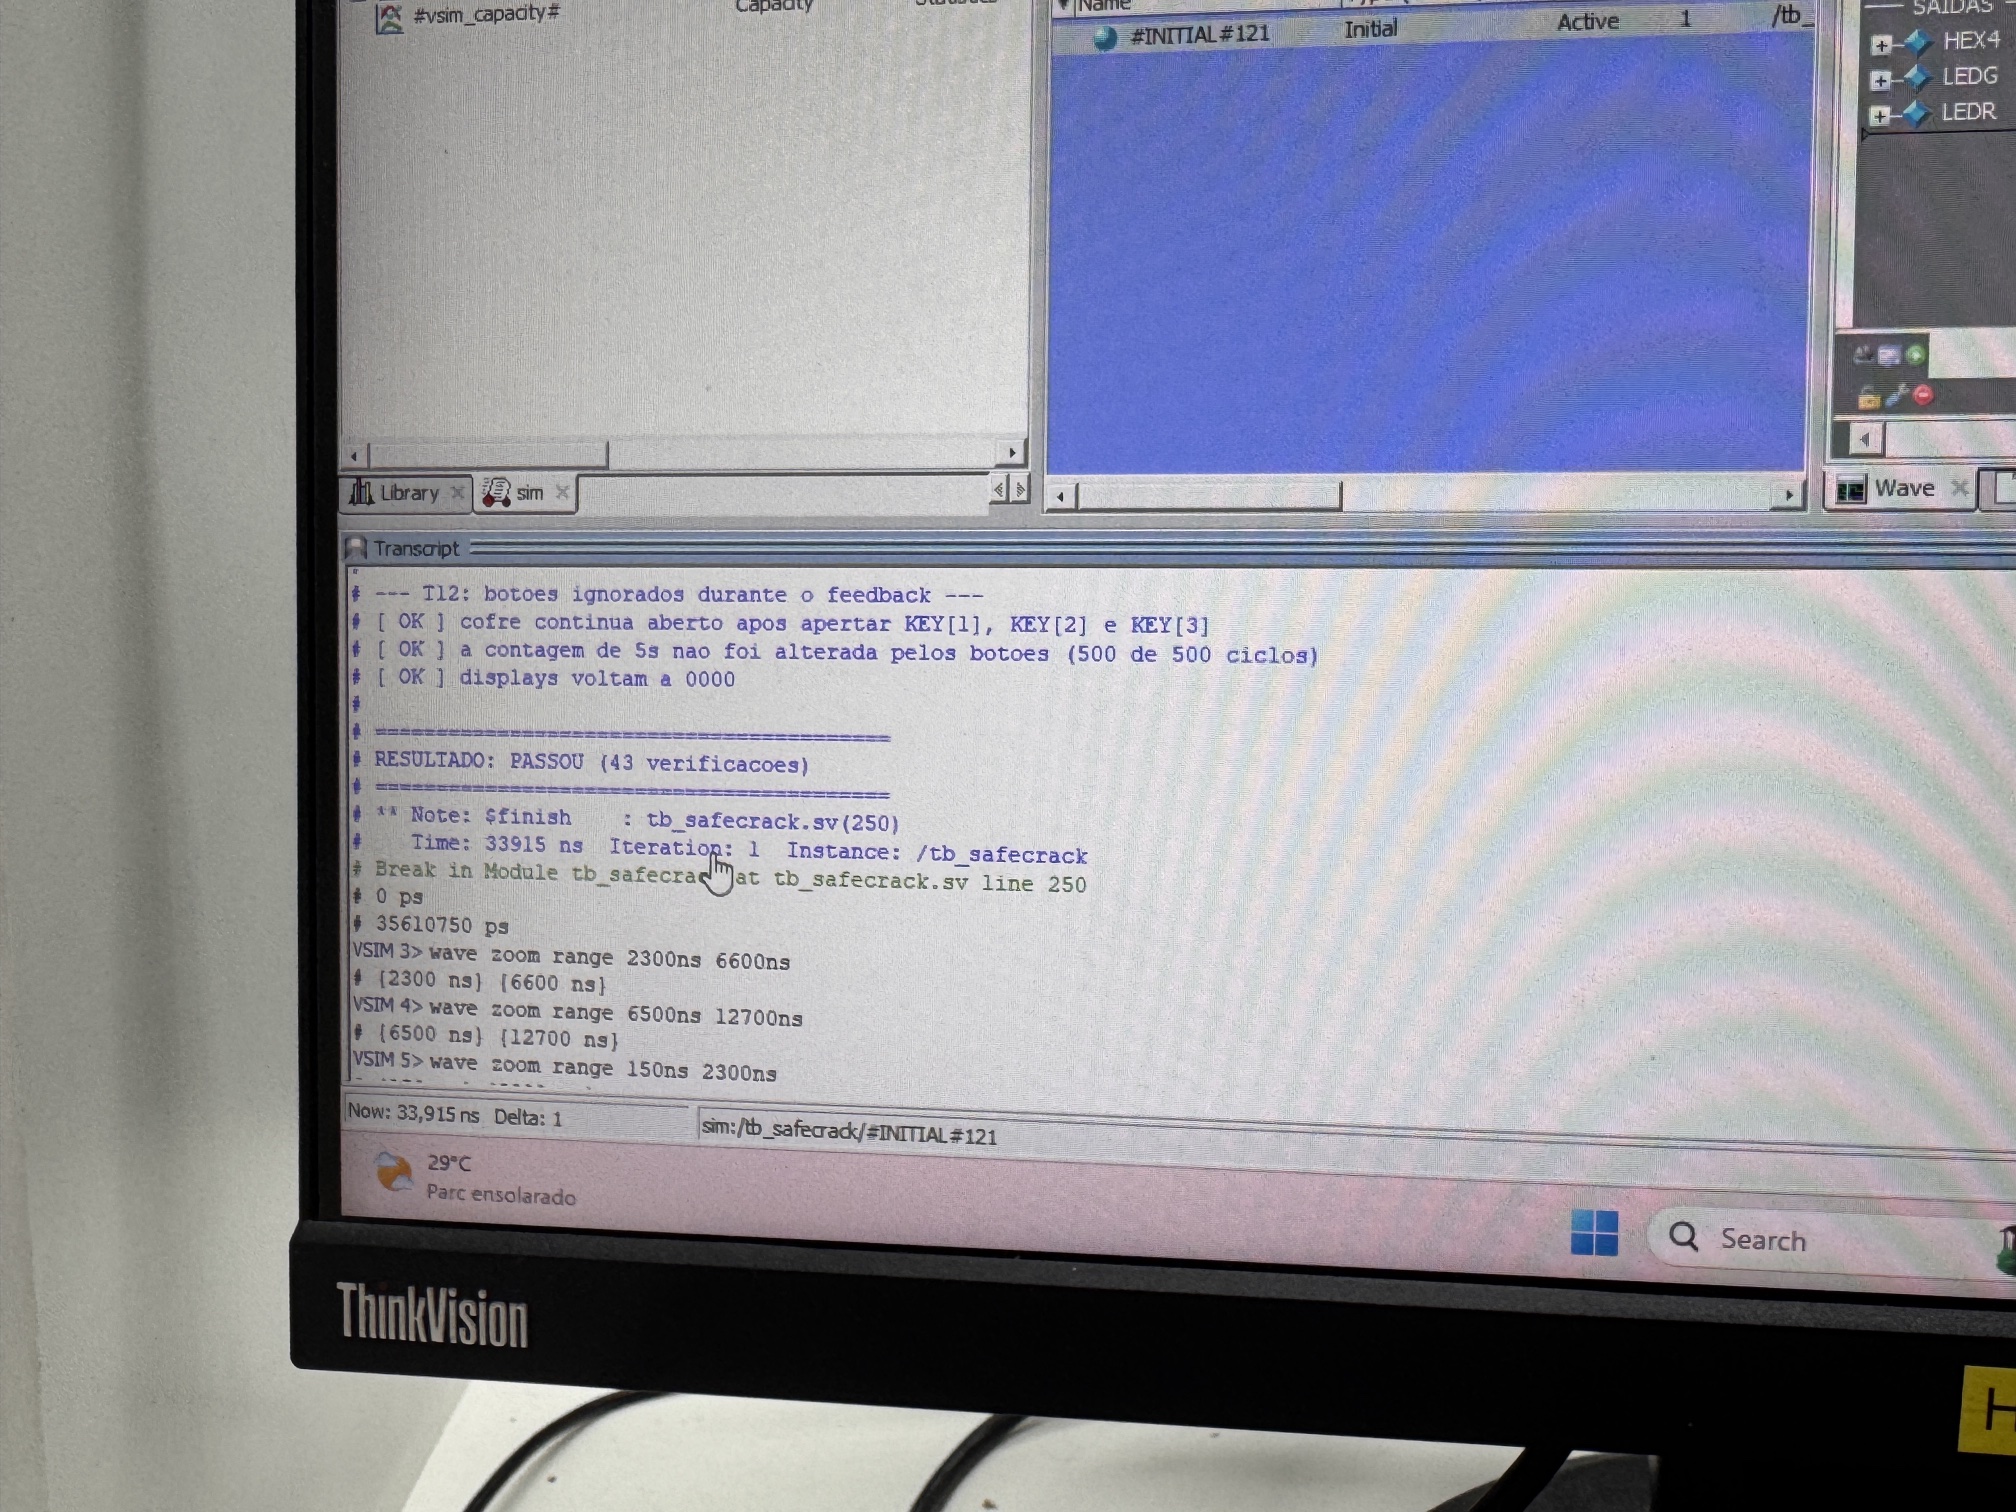 #vsim_capacity#
Capacity
Name
#INITIAL#121 Initial Active 1 /tb_
SAIDAS
HEX4
LEDG
LEDR
Library
sim
Wave
Transcript
# --- T12: botoes ignorados durante o feedback ---
# [ OK ] cofre continua aberto apos apertar KEY[1], KEY[2] e KEY[3]
# [ OK ] a contagem de 5s nao foi alterada pelos botoes (500 de 500 ciclos)
# [ OK ] displays voltam a 0000
#
# ==========================================
# RESULTADO: PASSOU (43 verificacoes)
# ==========================================
# ** Note: $finish    : tb_safecrack.sv(250)
#    Time: 33915 ns  Iteration: 1  Instance: /tb_safecrack
# Break in Module tb_safecrack at tb_safecrack.sv line 250
# 0 ps
# 35610750 ps
VSIM 3> wave zoom range 2300ns 6600ns
# {2300 ns} {6600 ns}
VSIM 4> wave zoom range 6500ns 12700ns
# {6500 ns} {12700 ns}
VSIM 5> wave zoom range 150ns 2300ns
Now: 33,915 ns Delta: 1
sim:/tb_safecrack/#INITIAL#121
29°C
Parc ensolarado
Search
ThinkVision
H